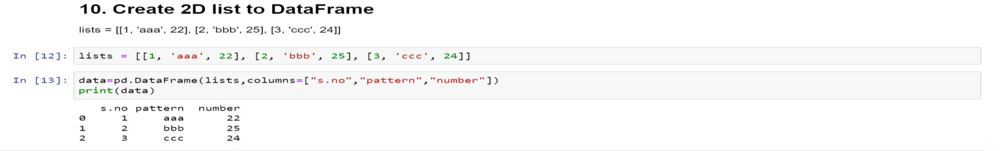 10. Create 2D list to DataFrame
lists = [[1, 'aaa', 22], [2, 'bbb', 25], [3, 'ccc', 24]]
In [12]: lists = [[1, 'aaa', 22], [2, 'bbb', 25], [3, 'ccc', 24]]
In [13]: data=pd.DataFrame(lists,columns=["s.no","pattern","number"])
print(data)
s.no pattern number
0 1 aaa 22
1 2 bbb 25
2 3 ccc 24